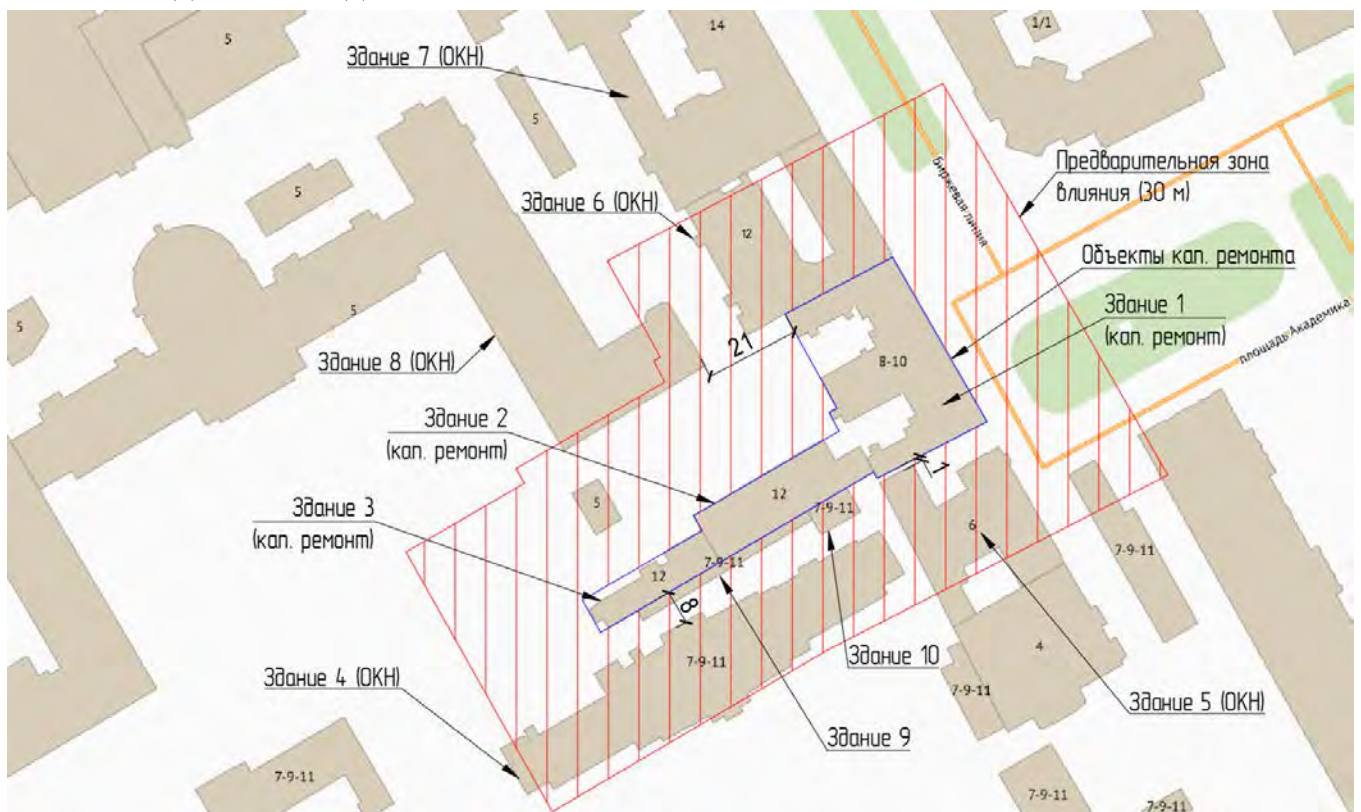 5
14
1/1
Здание 7 (ОКН)
5
Предварительная зона
влияния (30 м)
Биржевая линия
5
Здание 6 (ОКН)
12
Объекты кап. ремонта
Здание 1
(кап. ремонт)
5
5
Здание 8 (ОКН)
21
8-10
площадь Академика
Здание 2
(кап. ремонт)
1
12
5
7-9-11
Здание 3
(кап. ремонт)
6
7-9-11
12
7-9-11
8
7-9-11
Здание 10
4
Здание 4 (ОКН)
7-9-11
Здание 5 (ОКН)
Здание 9
7-9-11
7-9-11
7-9-11